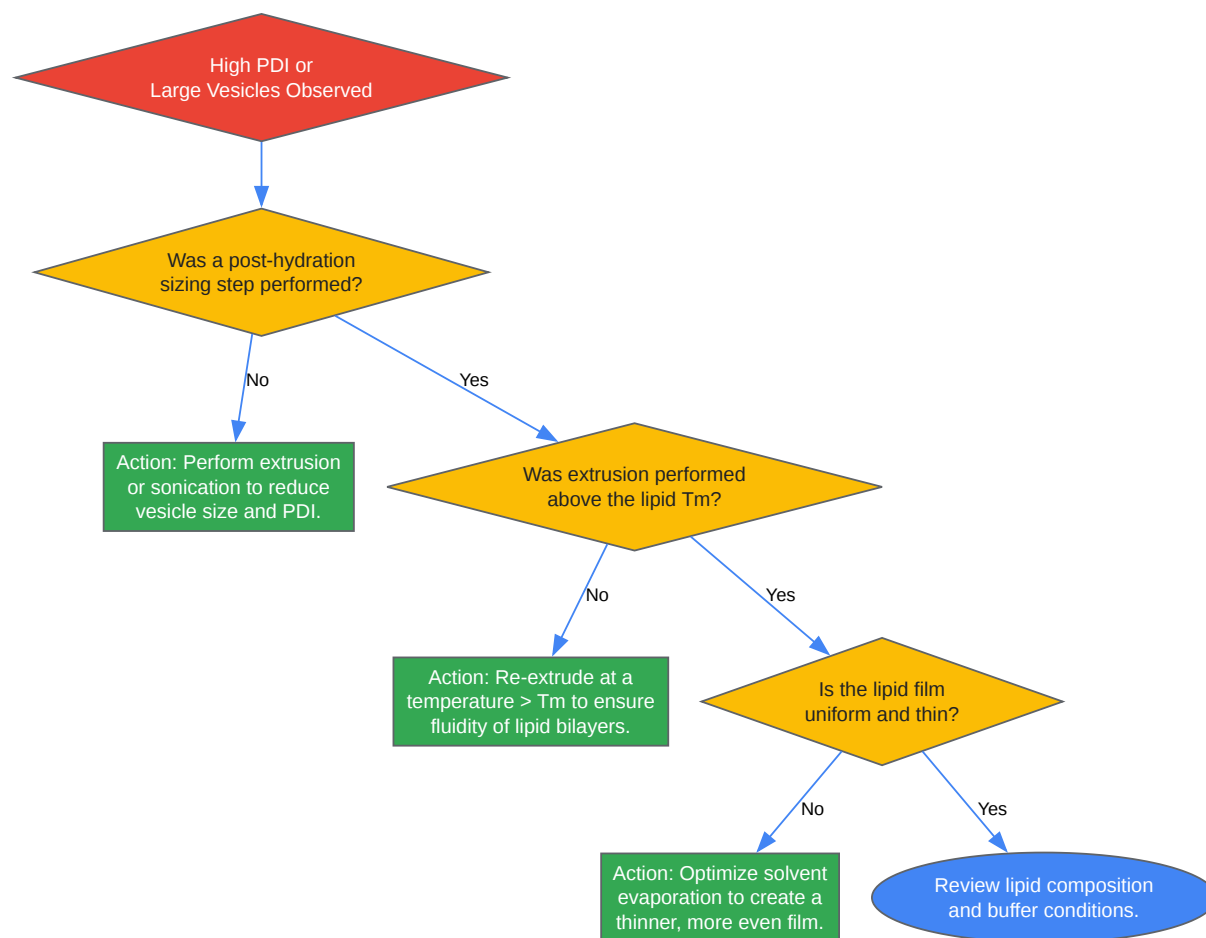 High PDI or
Large Vesicles Observed
Was a post-hydration
sizing step performed?
No
Yes
Action: Perform extrusion
or sonication to reduce
vesicle size and PDI.
Was extrusion performed
above the lipid Tm?
No
Yes
Action: Re-extrude at a
temperature > Tm to ensure
fluidity of lipid bilayers.
Is the lipid film
uniform and thin?
No
Yes
Action: Optimize solvent
evaporation to create a
thinner, more even film.
Review lipid composition
and buffer conditions.